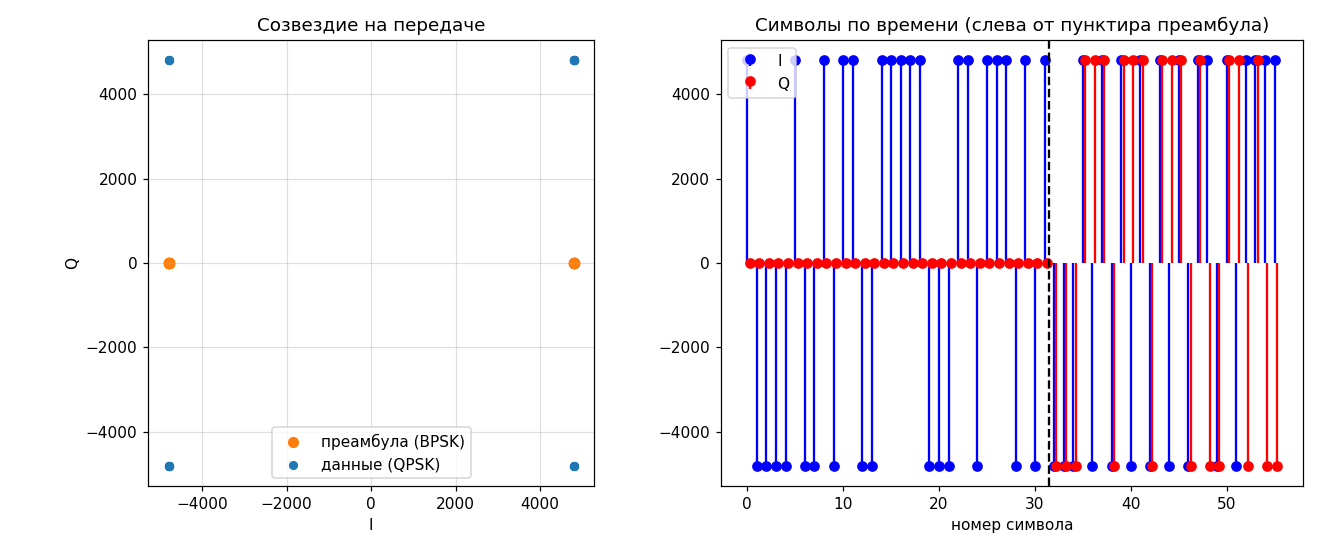 Созвездие на передаче
4000
2000
0
−2000
−4000
Q
−4000
−2000
0
2000
4000
I
преамбула (BPSK)
данные (QPSK)
Символы по времени (слева от пунктира преамбула)
I
Q
4000
2000
0
−2000
−4000
0
10
20
30
40
50
номер символа